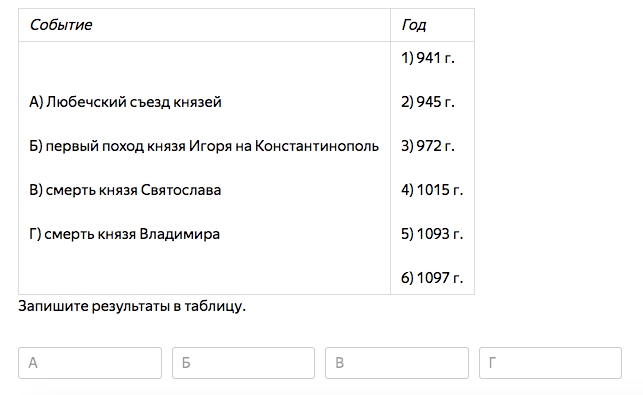 Событие Год
1) 941 г.
А) Любечский съезд князей 2) 945 г.
Б) первый поход князя Игоря на Константинополь 3) 972 г.
В) смерть князя Святослава 4) 1015 г.
Г) смерть князя Владимира 5) 1093 г.
6) 1097 г.
Запишите результаты в таблицу.
А Б В Г